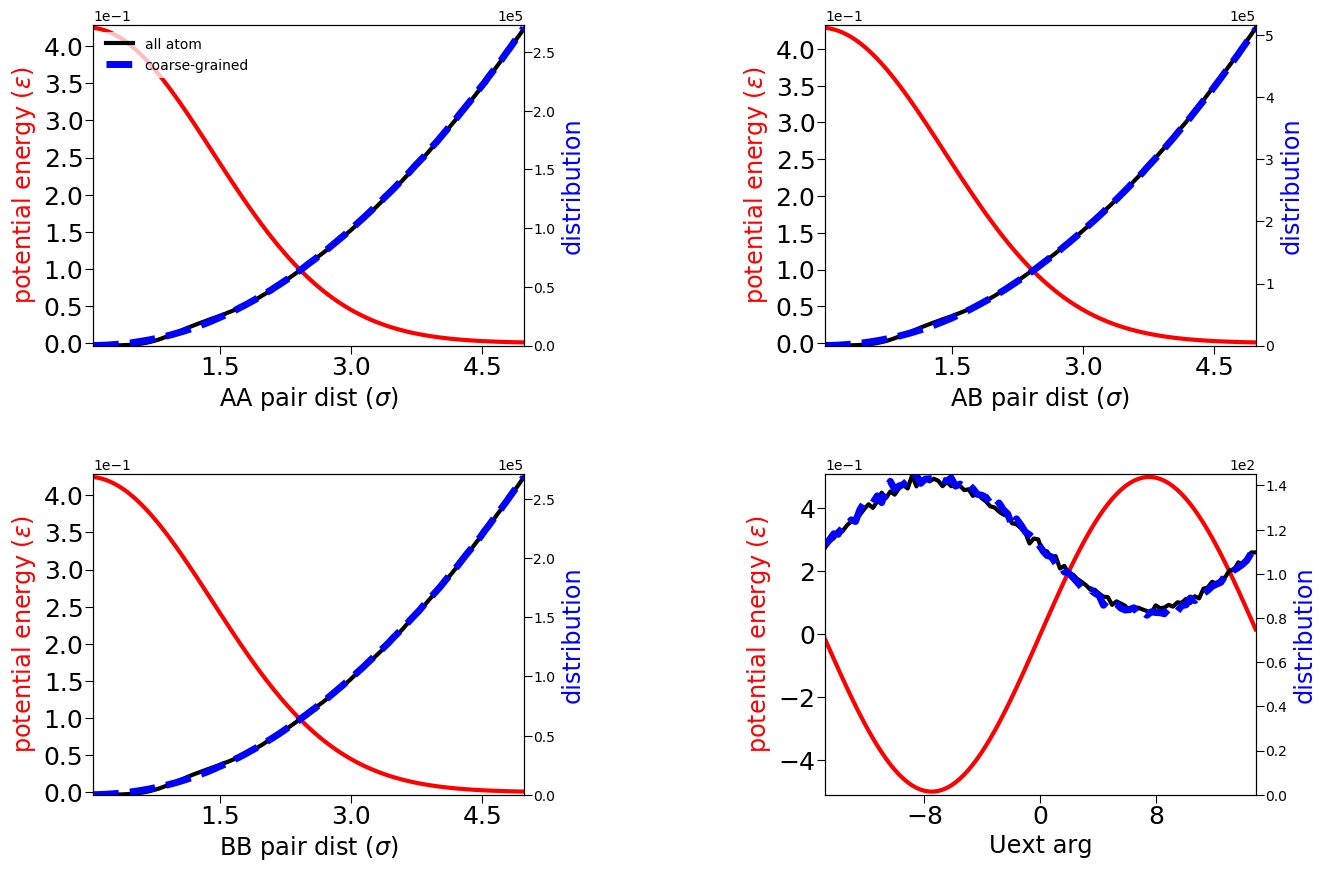 1e−1
1e5
all atom
coarse-grained
4.0
3.5
3.0
2.5
2.0
1.5
1.0
0.5
0.0
potential energy (ε)
2.5
2.0
1.5
1.0
0.5
0.0
distribution
1.5 3.0 4.5
AA pair dist (σ)
1e−1
1e5
4.0
3.5
3.0
2.5
2.0
1.5
1.0
0.5
0.0
potential energy (ε)
5
4
3
2
1
0
distribution
1.5 3.0 4.5
AB pair dist (σ)
1e−1
1e5
4.0
3.5
3.0
2.5
2.0
1.5
1.0
0.5
0.0
potential energy (ε)
2.5
2.0
1.5
1.0
0.5
0.0
distribution
1.5 3.0 4.5
BB pair dist (σ)
1e−1
1e2
4
2
0
−2
−4
potential energy (ε)
1.4
1.2
1.0
0.8
0.6
0.4
0.2
0.0
distribution
−8 0 8
Uext arg